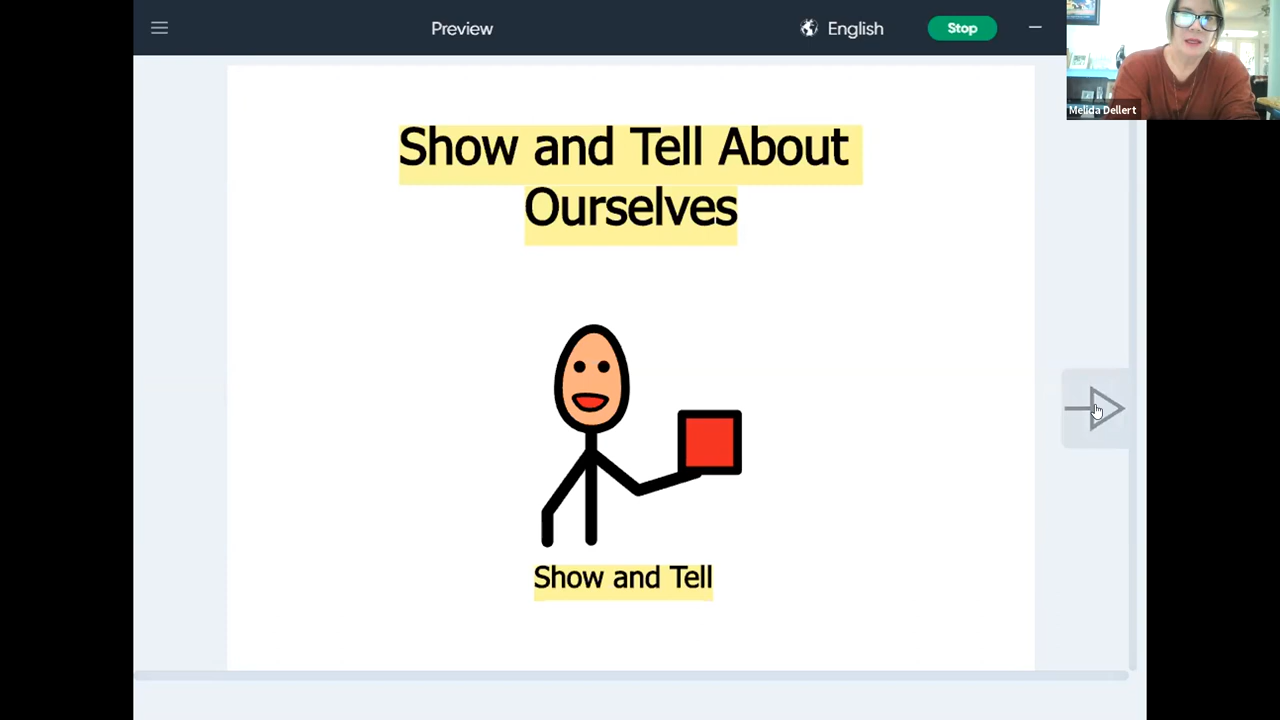 Preview
English
Stop
Melida Dellert
Show and Tell About
Ourselves
Show and Tell